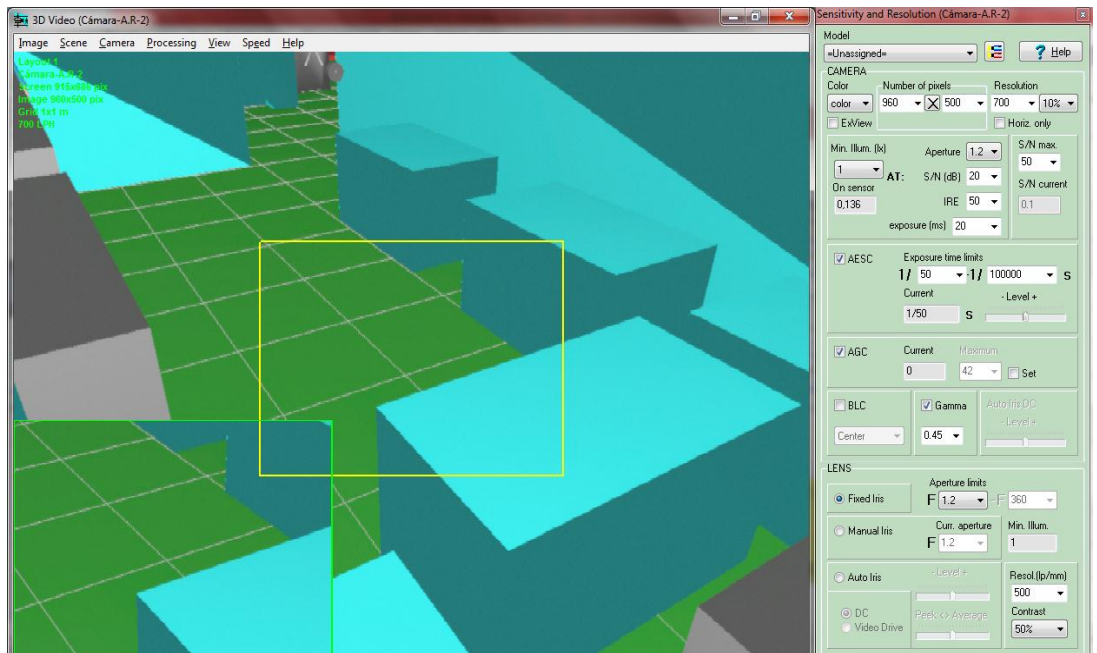 3D Video (Cámara-A.R-2)
Image Scene Camera Processing View Speed Help
Layout 1
Cámara-A.R-2
Screen 915x686 pix
Image 960x500 pix
Grid 1x1 m
700 LPH
Sensitivity and Resolution (Cámara-A.R-2)
Model
=Unassigned=
? Help
CAMERA
Color Number of pixels Resolution
color 960 X 500 700 10%
ExView Horiz. only
Min. Illum. (lx) Aperture 1.2 S/N max.
1 AT: S/N (dB) 20 50
On sensor S/N current
0,136 IRE 50 0.1
exposure (ms) 20
AESC Exposure time limits
1/ 50 - 1/ 100000 s
Current - Level +
1/50 s
AGC Current Maximum
0 42 Set
BLC Gamma Auto Iris DC
- Level +
Center 0.45
LENS
Aperture limits
Fixed Iris F 1.2 - F 360
Manual Iris Curr. aperture Min. Illum.
F 1.2 1
Auto Iris - Level + Resol.(lp/mm)
500
DC Peek <> Average Contrast
Video Drive 50%